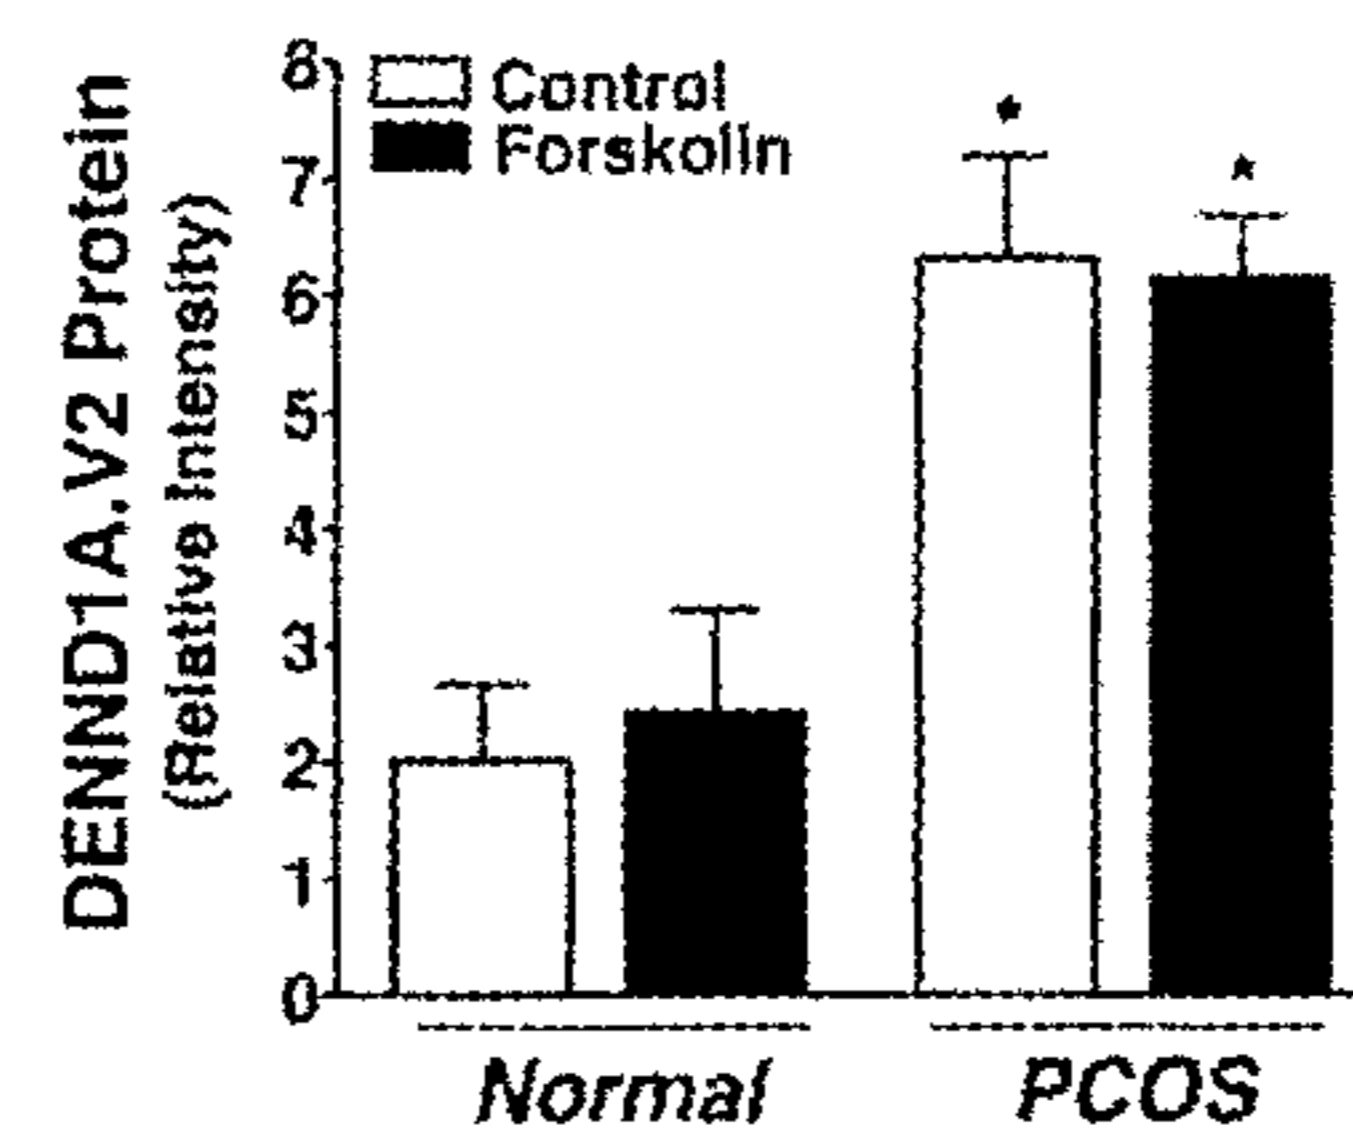 DENND1A.V2 Protein
(Relative Intensity)
8
7
6
5
4
3
2
1
0
Control
Forskolin
*
*
Normal
PCOS